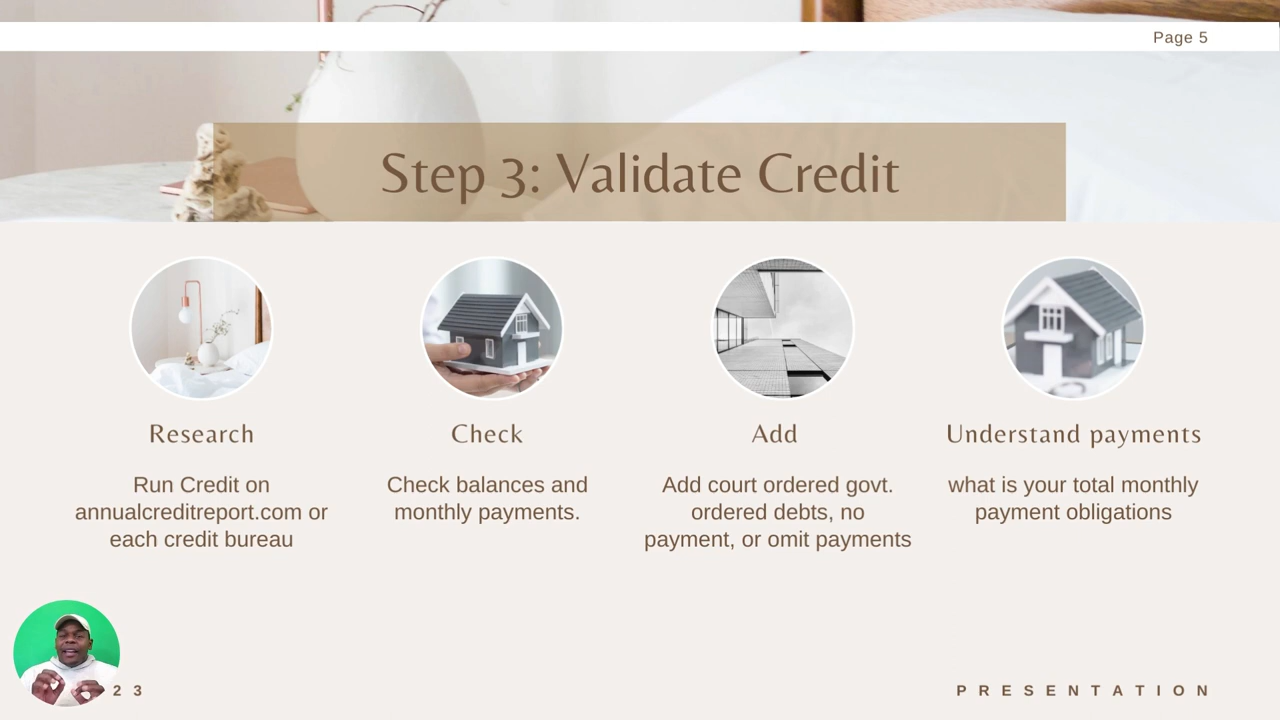 Page 5
Step 3: Validate Credit
Research
Run Credit on
annualcreditreport.com or
each credit bureau
Check
Check balances and
monthly payments.
Add
Add court ordered govt.
ordered debts, no
payment, or omit payments
Understand payments
what is your total monthly
payment obligations
23
PRESENTATION